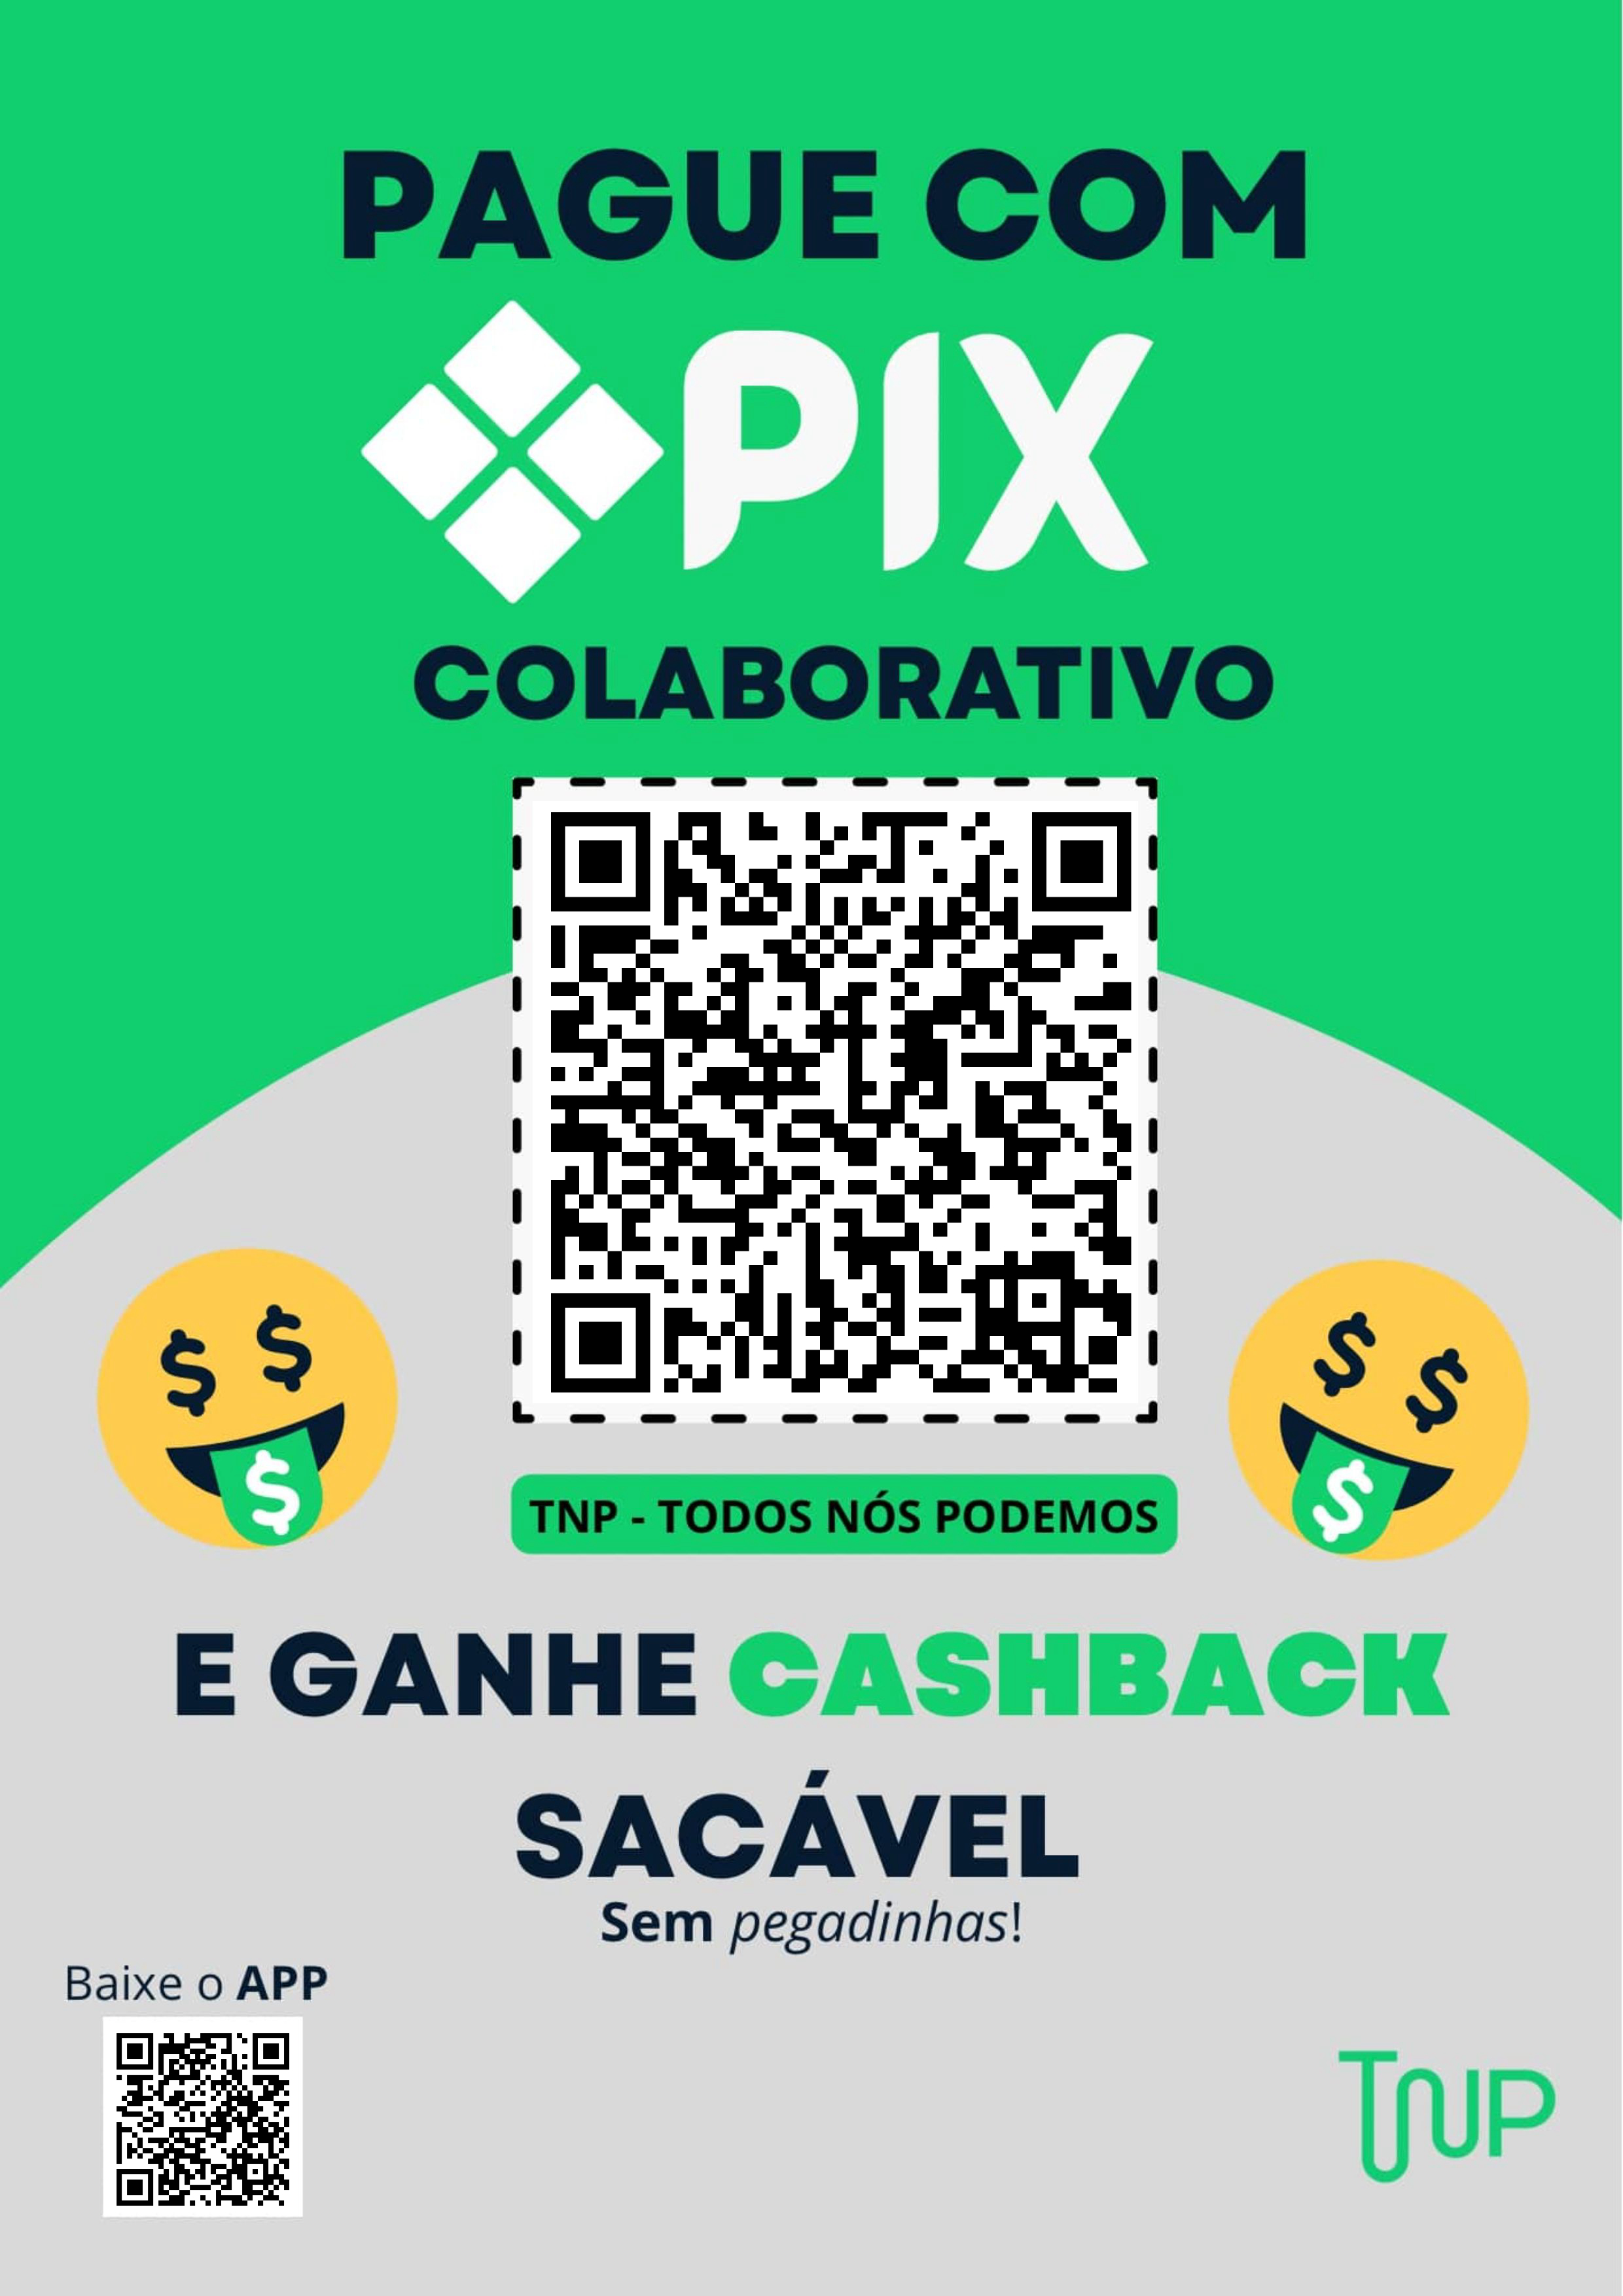 PAGUE COM
PIX
COLABORATIVO
TNP - TODOS NÓS PODEMOS
E GANHE CASHBACK
SACÁVEL
Sem pegadinhas!
Baixe o APP
TNP